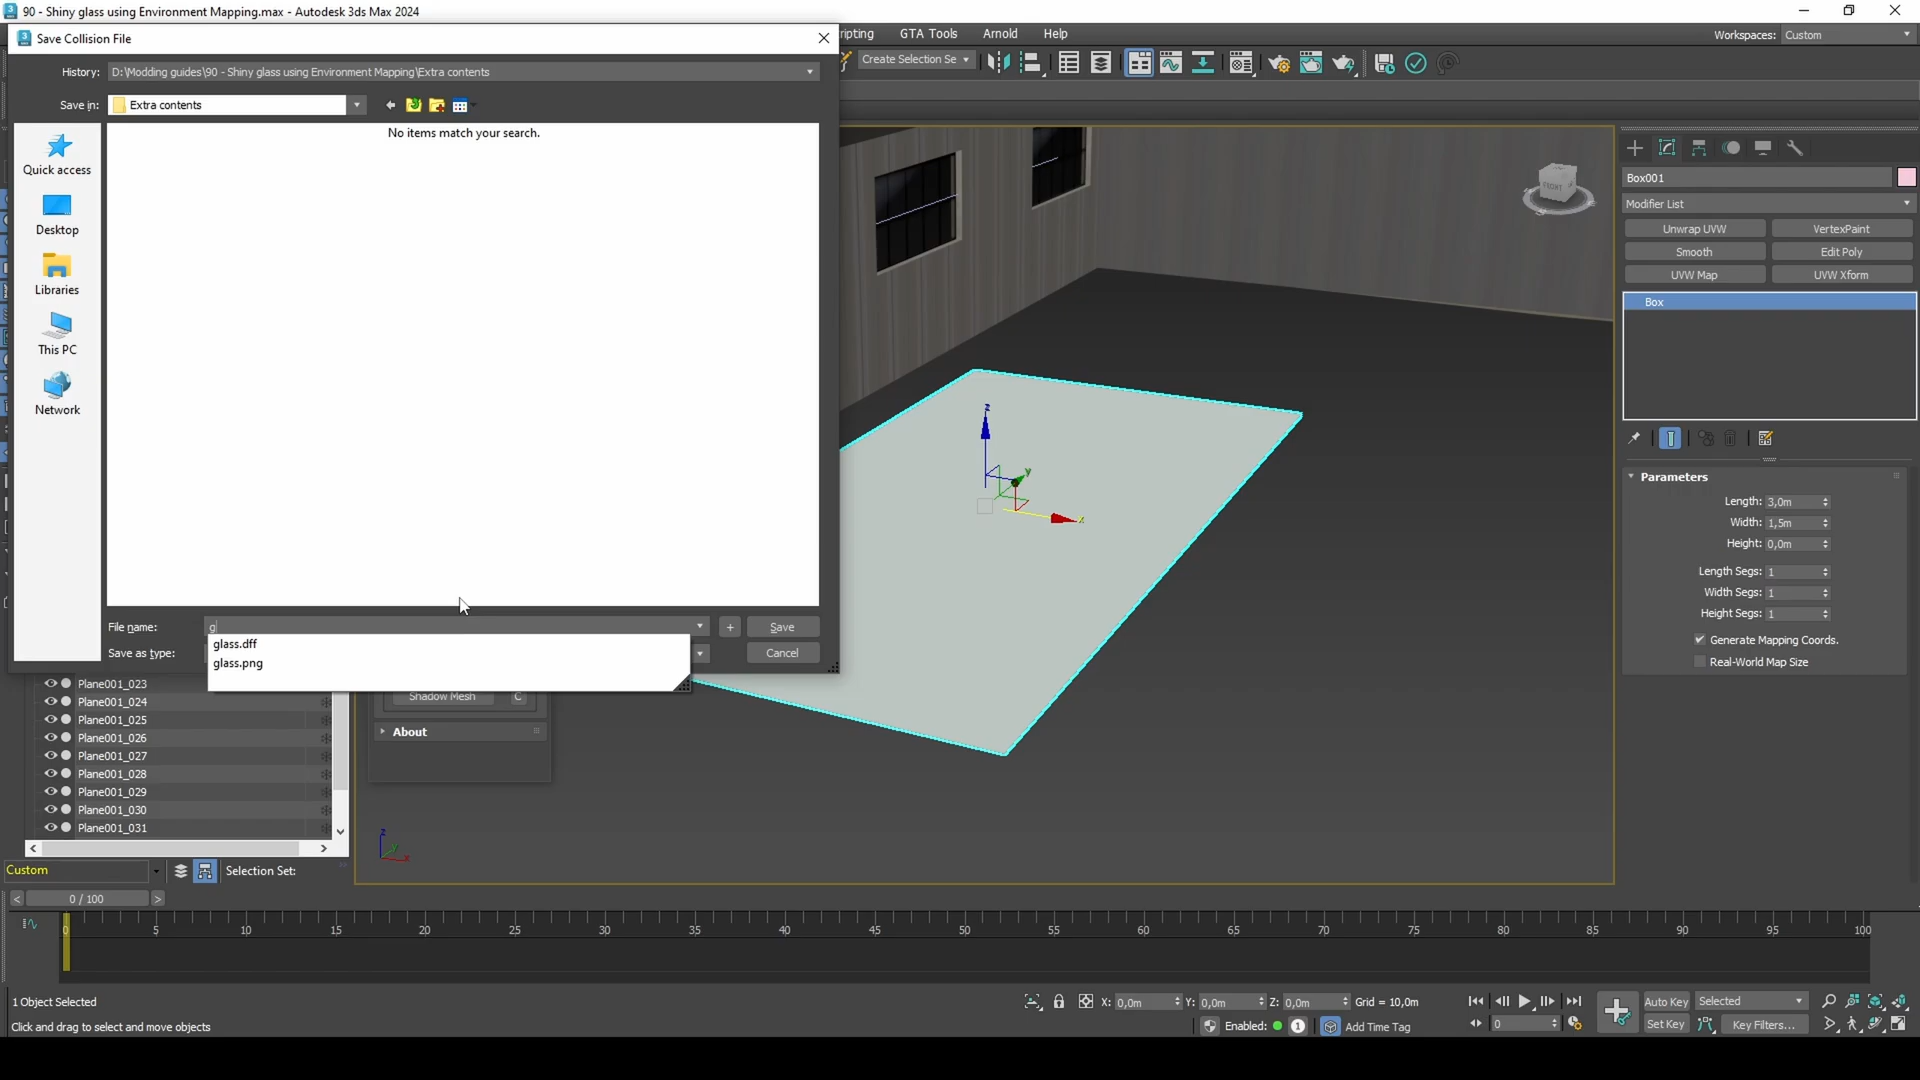 90 - Shiny glass using Environment Mapping.max - Autodesk 3ds Max 2024
Save Collision File
ripting GTA Tools Arnold Help
Workspaces: Custom
History: D:\Modding guides\90 - Shiny glass using Environment Mapping\Extra contents
Create Selection Se
Save in: Extra contents
No items match your search.
Quick access
Desktop
Libraries
This PC
Network
File name: g
Save
glass.dff
Save as type:
Cancel
glass.png
FRONT
Box001
Modifier List
Unwrap UVW VertexPaint
Smooth Edit Poly
UVW Map UVW Xform
Box
Parameters
Length: 3,0m
Width: 1,5m
Height: 0,0m
Length Segs: 1
Width Segs: 1
Height Segs: 1
Generate Mapping Coords.
Real-World Map Size
z
y
x
Plane001_023
Plane001_024
Plane001_025
Plane001_026
Plane001_027
Plane001_028
Plane001_029
Plane001_030
Plane001_031
Shadow Mesh C
About
z
y
x
Custom
Selection Set:
0 / 100
0 5 10 15 20 25 30 35 40 45 50 55 60 65 70 75 80 85 90 95 100
1 Object Selected
X: 0,0m Y: 0,0m Z: 0,0m Grid = 10,0m
Auto Key Selected
Click and drag to select and move objects
Enabled: 1 Add Time Tag
0
Set Key Key Filters...